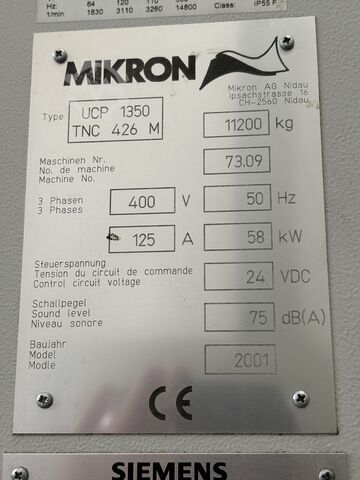 Hz: 64 120 110
1/min: 1830 3110 3260 14800 Class: IP55 F
MIKRON
Mikron AG Nidau
Ipsachstrasse 16
CH-2560 Nidau
Type UCP 1350
TNC 426 M
11200 kg
Maschinen Nr.
No. de machine
Machine No.
73.09
3 Phasen
3 Phases
400 V 50 Hz
125 A 58 kW
Steuerspannung
Tension du circuit de commande
Control circuit voltage
24 VDC
Schallpegel
Sound level
Niveau sonore
75 dB(A)
Baujahr
Model
Modle
2001
CE
SIEMENS